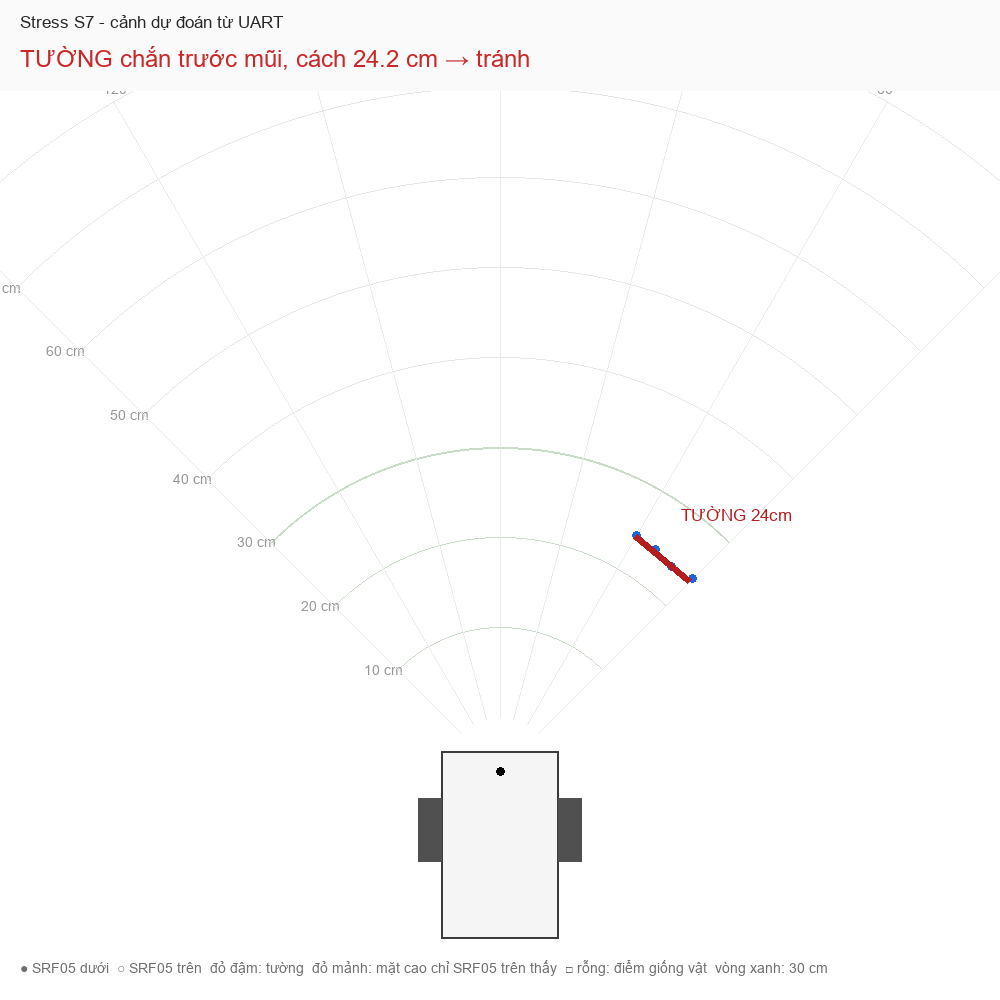 Stress S7 - cảnh dự đoán từ UART
TƯỜNG chắn trước mũi, cách 24.2 cm → tránh
cm
60 cm
50 cm
40 cm
TƯỜNG 24cm
30 cm
20 cm
10 cm
● SRF05 dưới ○ SRF05 trên đỏ đậm: tường đỏ mảnh: mặt cao chỉ SRF05 trên thấy □ rỗng: điểm giống vật vòng xanh: 30 cm